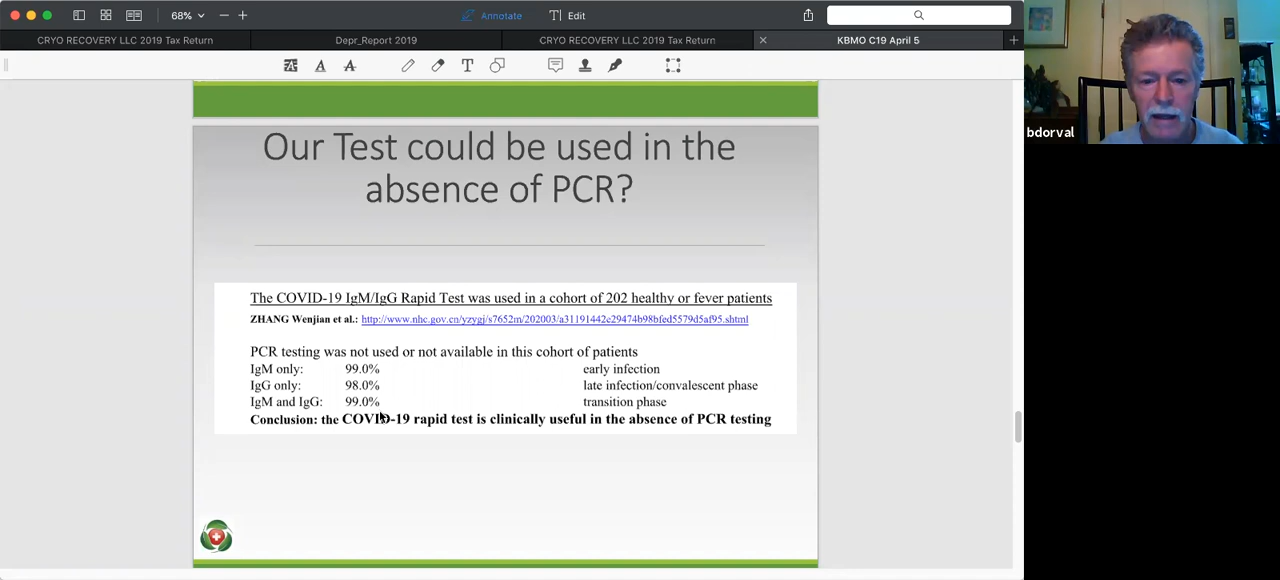 68%
Annotate
Edit
CRYO RECOVERY LLC 2019 Tax Return
Depr_Report 2019
CRYO RECOVERY LLC 2019 Tax Return
KBMO C19 April 5
bdorval
Our Test could be used in the
absence of PCR?
The COVID-19 IgM/IgG Rapid Test was used in a cohort of 202 healthy or fever patients
ZHANG Wenjian et al.: http://www.nhc.gov.cn/yzygj/s7652m/202003/a31191442e29474b98bfed5579d5af95.shtml
PCR testing was not used or not available in this cohort of patients
IgM only: 99.0% early infection
IgG only: 98.0% late infection/convalescent phase
IgM and IgG: 99.0% transition phase
Conclusion: the COVID-19 rapid test is clinically useful in the absence of PCR testing